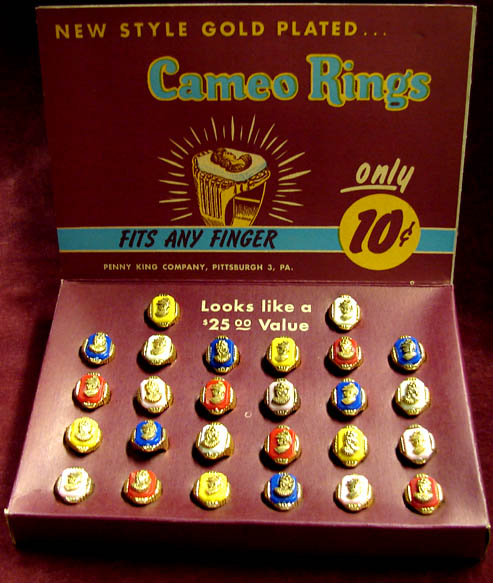 NEW STYLE GOLD PLATED...
Cameo Rings
only
10¢
FITS ANY FINGER
PENNY KING COMPANY, PITTSBURGH 3, PA.
Looks like a
$25 00 Value